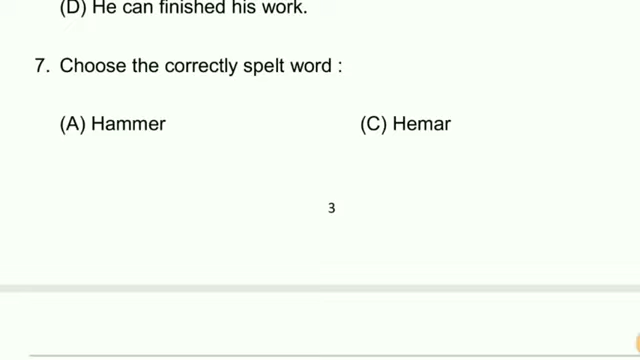 (D) He can finished his work.
7. Choose the correctly spelt word :
(A) Hammer (C) Hemar
3